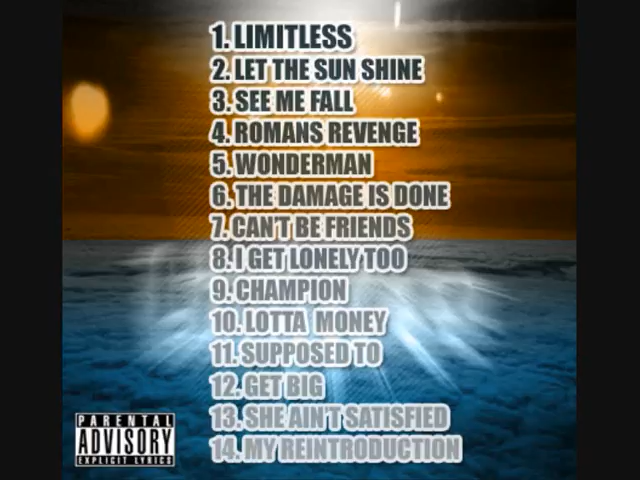 1. LIMITLESS
2. LET THE SUN SHINE
3. SEE ME FALL
4. ROMANS REVENGE
5. WONDERMAN
6. THE DAMAGE IS DONE
7. CAN'T BE FRIENDS
8. I GET LONELY TOO
9. CHAMPION
10. LOTTA MONEY
11. SUPPOSED TO
12. GET BIG
13. SHE AIN'T SATISFIED
14. MY REINTRODUCTION
PARENTAL
ADVISORY
EXPLICIT LYRICS